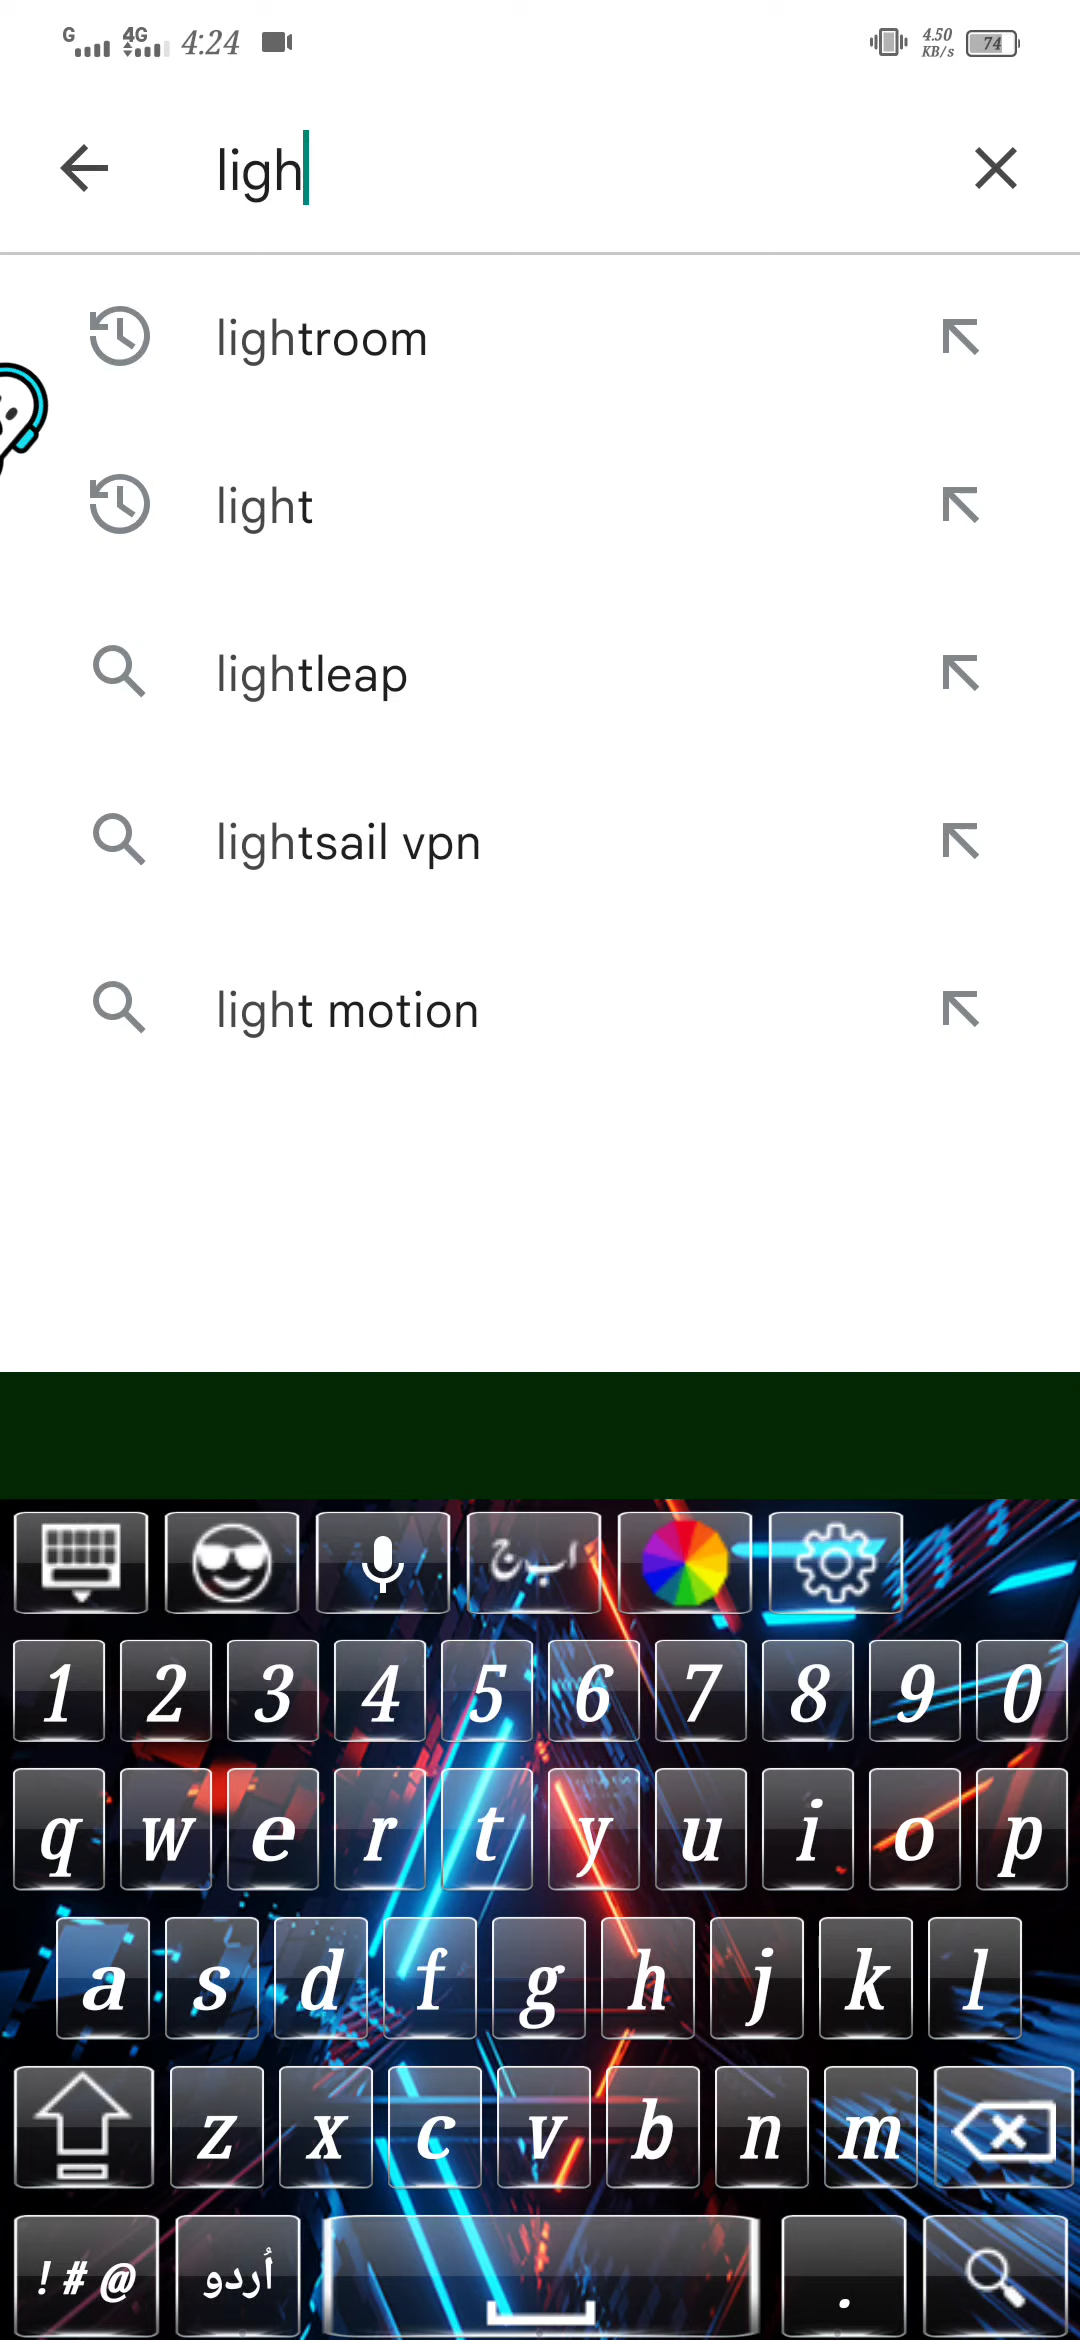 G 4G 4:24 4.50 KB/s 74
ligh
lightroom
light
lightleap
lightsail vpn
light motion
ا ب ج
1 2 3 4 5 6 7 8 9 0
q w e r t y u i o p
a s d f g h j k l
z x c v b n m
! # @ اُردو .